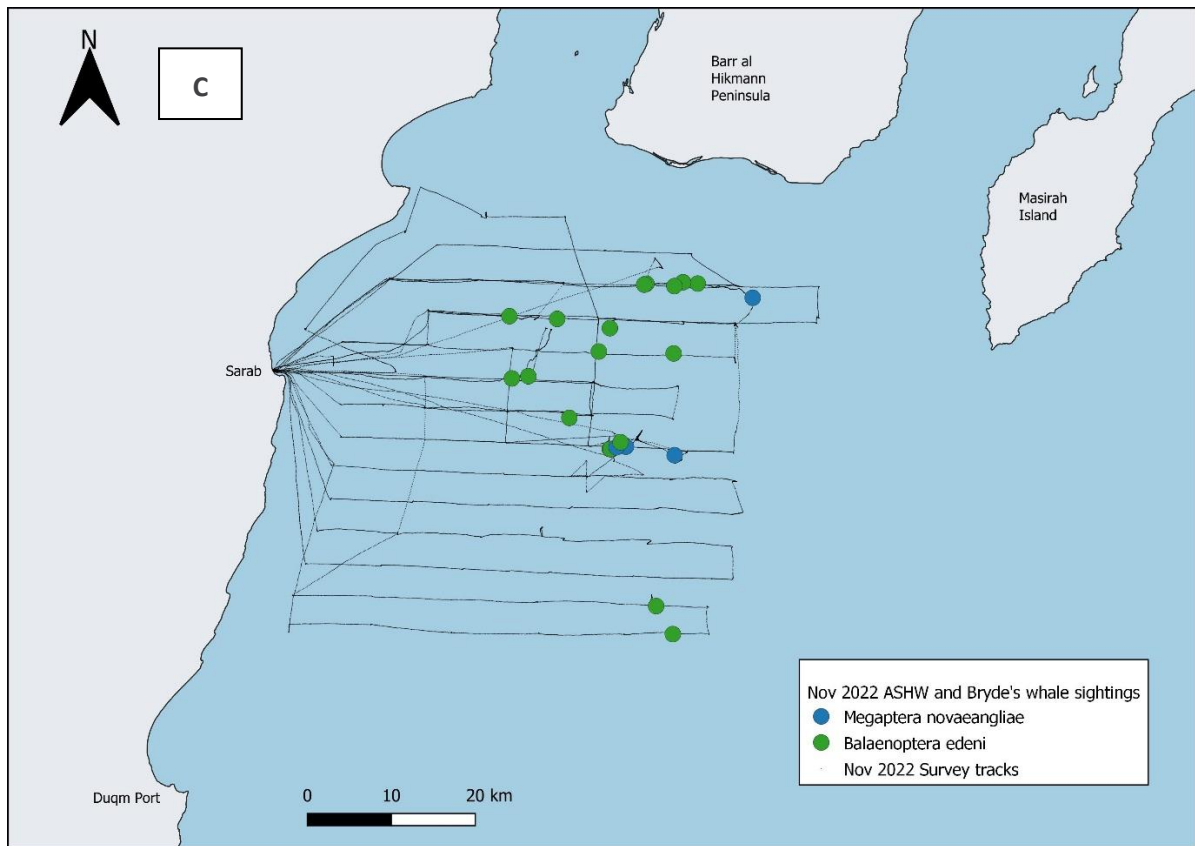 N
C
Barr al
Hikmann
Peninsula
Masirah
Island
Sarab
Nov 2022 ASHW and Bryde's whale sightings
Megaptera novaeangliae
Balaenoptera edeni
Nov 2022 Survey tracks
Duqm Port
0 10 20 km